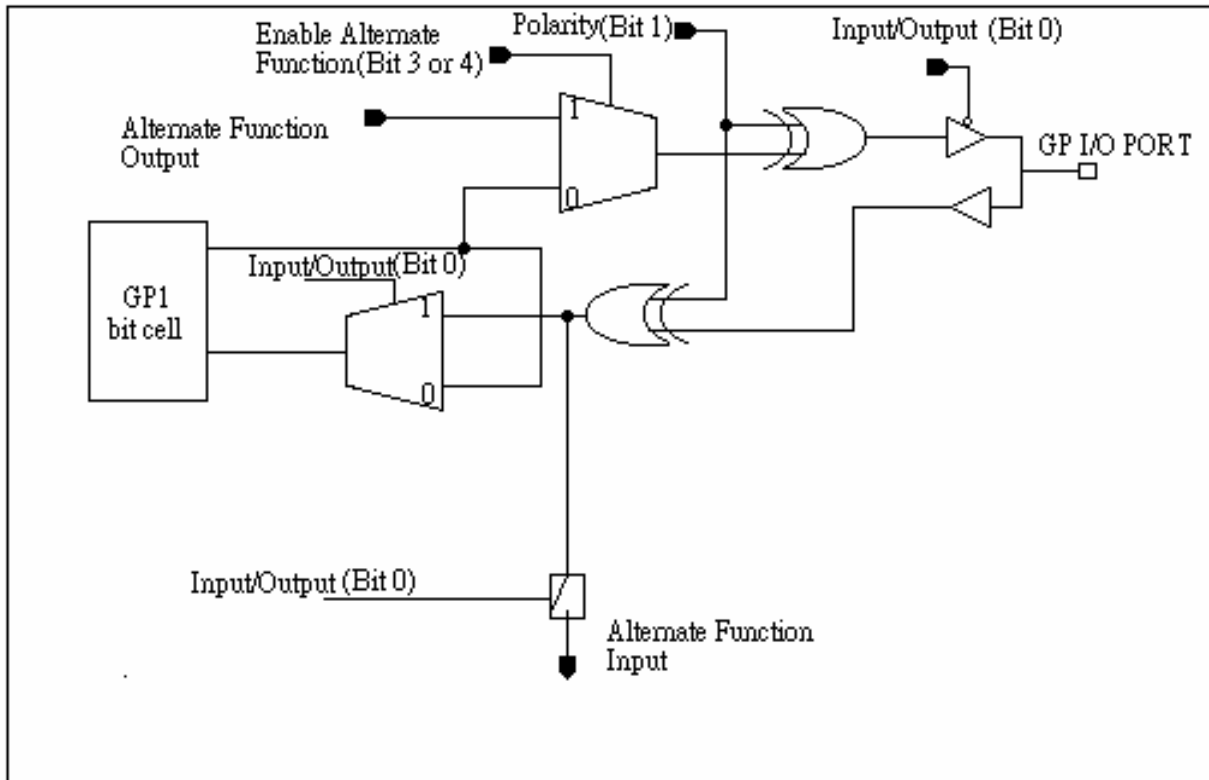 Polarity(Bit 1)
Input/Output (Bit 0)
Enable Alternate
Function(Bit 3 or 4)
1
Alternate Function
Output
GP I/O PORT
0
Input/Output(Bit 0)
GP1
bit cell
1
0
Input/Output (Bit 0)
Alternate Function
Input